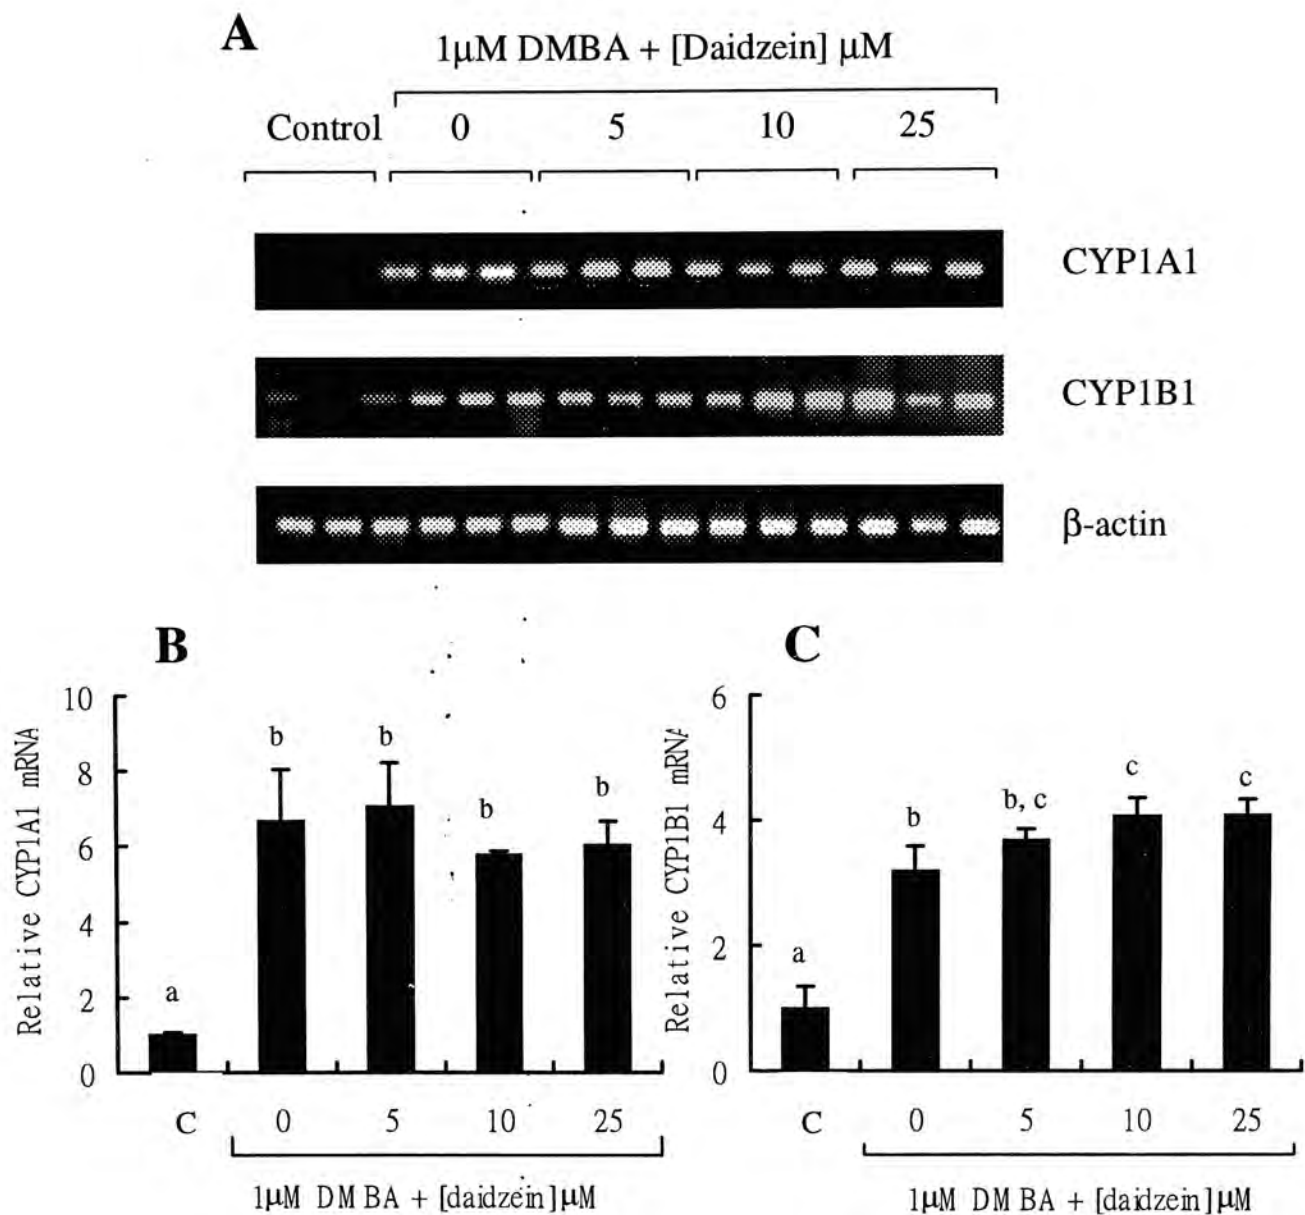 A
1μM DMBA + [Daidzein] μM
Control 0 5 10 25
CYP1A1
CYP1B1
β-actin
B
Relative CYP1A1 mRNA
10
8
6
4
2
0
a
b
b
b
b
C 0 5 10 25
1μM DMBA + [daidzein]μM
C
Relative CYP1B1 mRNA
6
4
2
0
a
b
b, c
c
c
C 0 5 10 25
1μM DMBA + [daidzein]μM